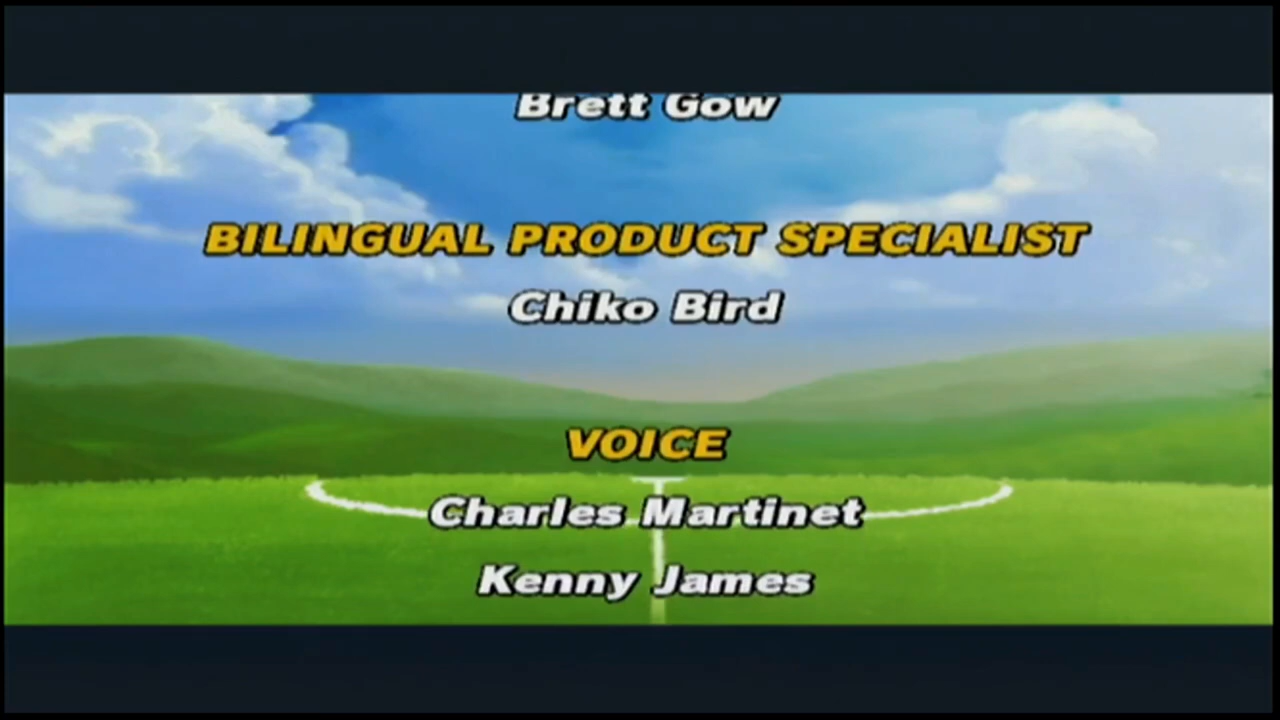 Brett Gow
BILINGUAL PRODUCT SPECIALIST
Chiko Bird
VOICE
Charles Martinet
Kenny James